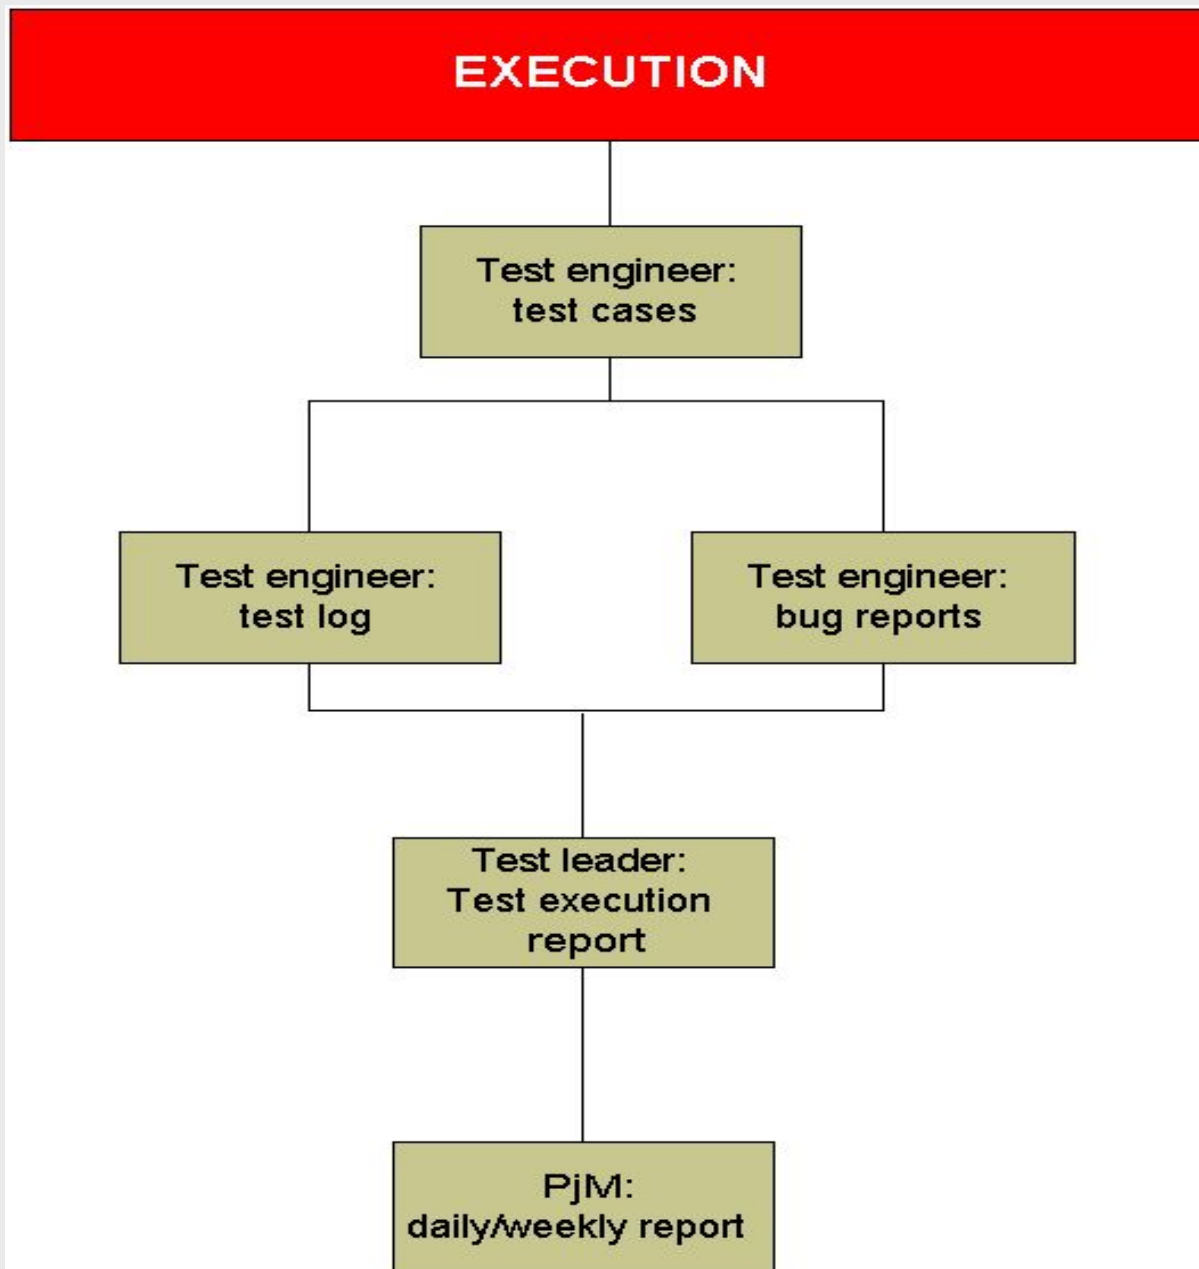 EXECUTION
Test engineer:
test cases
Test engineer:
test log
Test engineer:
bug reports
Test leader:
Test execution
report
PjM:
daily/weekly report